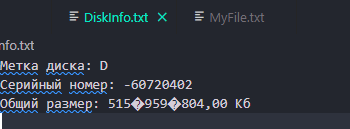 DiskInfo.txt × MyFile.txt
nfo.txt
Метка диска: D
Серийный номер: -60720402
Общий размер: 515�959�804,00 Кб